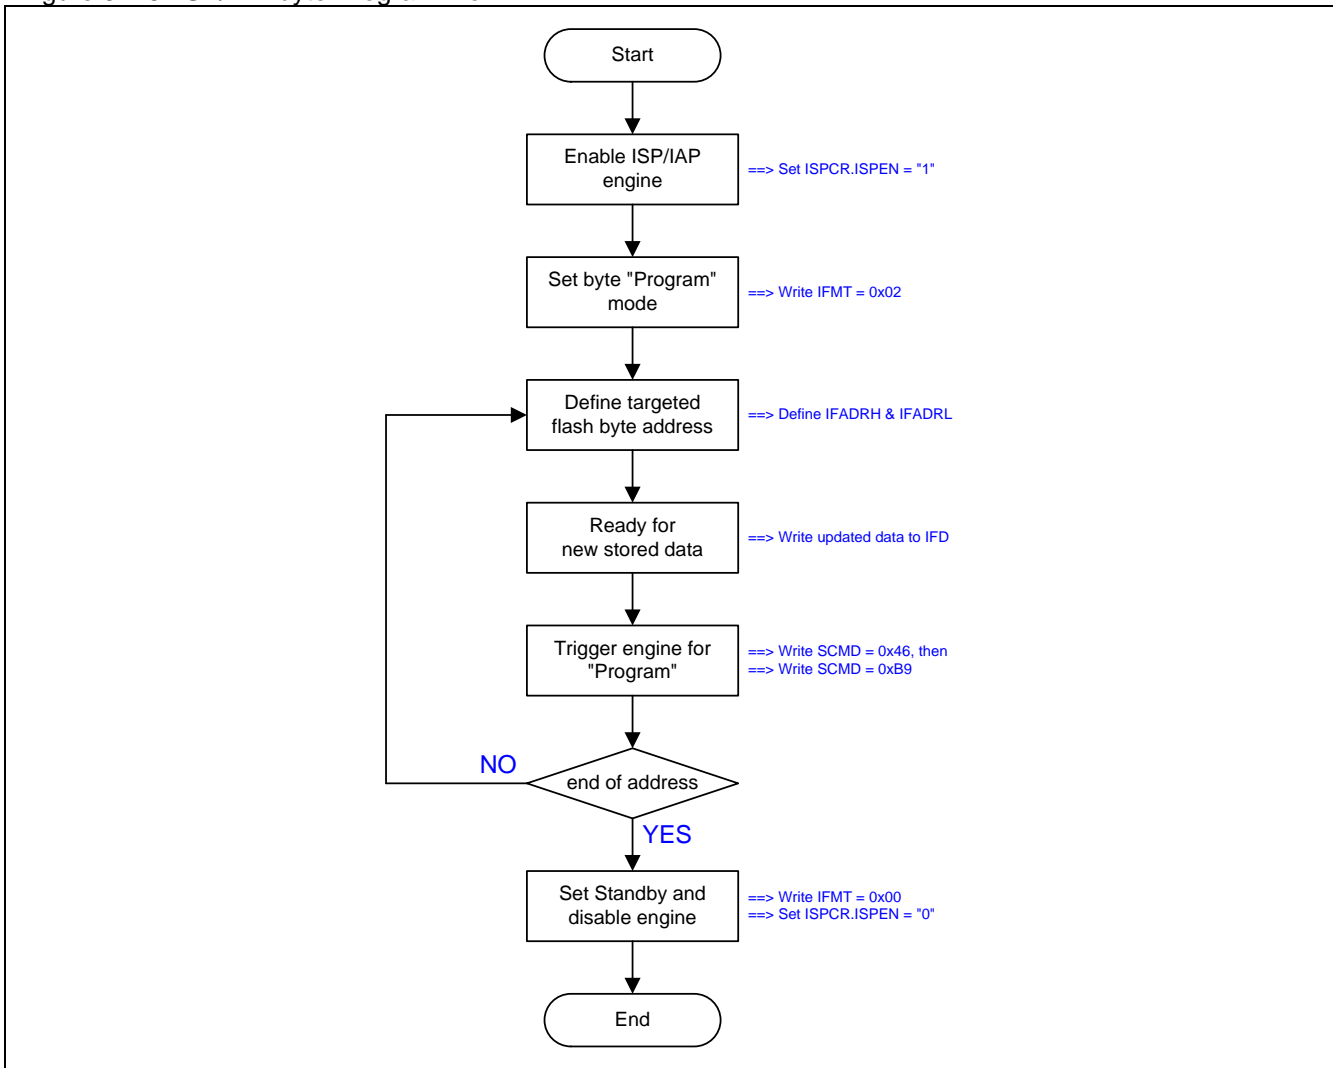 Start
Enable ISP/IAP
engine
==> Set ISPCR.ISPEN = "1"
Set byte "Program"
mode
==> Write IFMT = 0x02
Define targeted
flash byte address
==> Define IFADRH & IFADRL
Ready for
new stored data
==> Write updated data to IFD
Trigger engine for
"Program"
==> Write SCMD = 0x46, then
==> Write SCMD = 0xB9
NO
end of address
YES
Set Standby and
disable engine
==> Write IFMT = 0x00
==> Set ISPCR.ISPEN = "0"
End